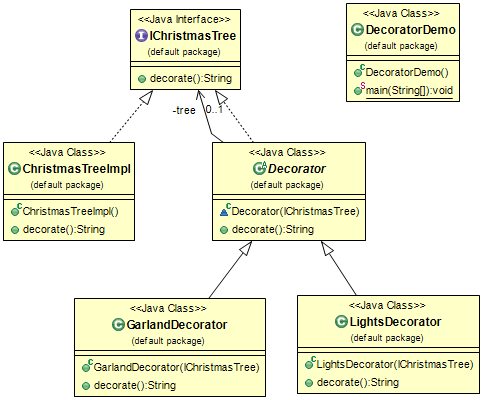 <<Java Interface>>
IChristmasTree
(default package)
decorate():String
<<Java Class>>
DecoratorDemo
(default package)
DecoratorDemo()
main(String[]):void
-tree
0..1
<<Java Class>>
ChristmasTreeImpl
(default package)
ChristmasTreeImpl()
decorate():String
<<Java Class>>
Decorator
(default package)
Decorator(IChristmasTree)
decorate():String
<<Java Class>>
GarlandDecorator
(default package)
GarlandDecorator(IChristmasTree)
decorate():String
<<Java Class>>
LightsDecorator
(default package)
LightsDecorator(IChristmasTree)
decorate():String